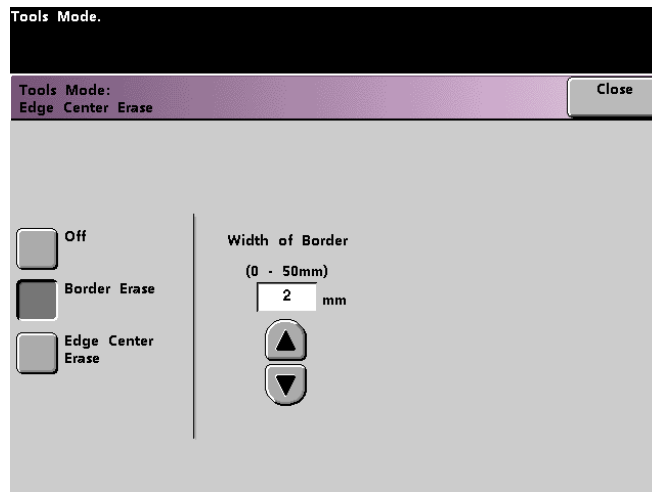 Tools Mode.
Tools Mode:
Edge Center Erase
Close
Off
Border Erase
Edge Center
Erase
Width of Border
(0 - 50mm)
2 mm